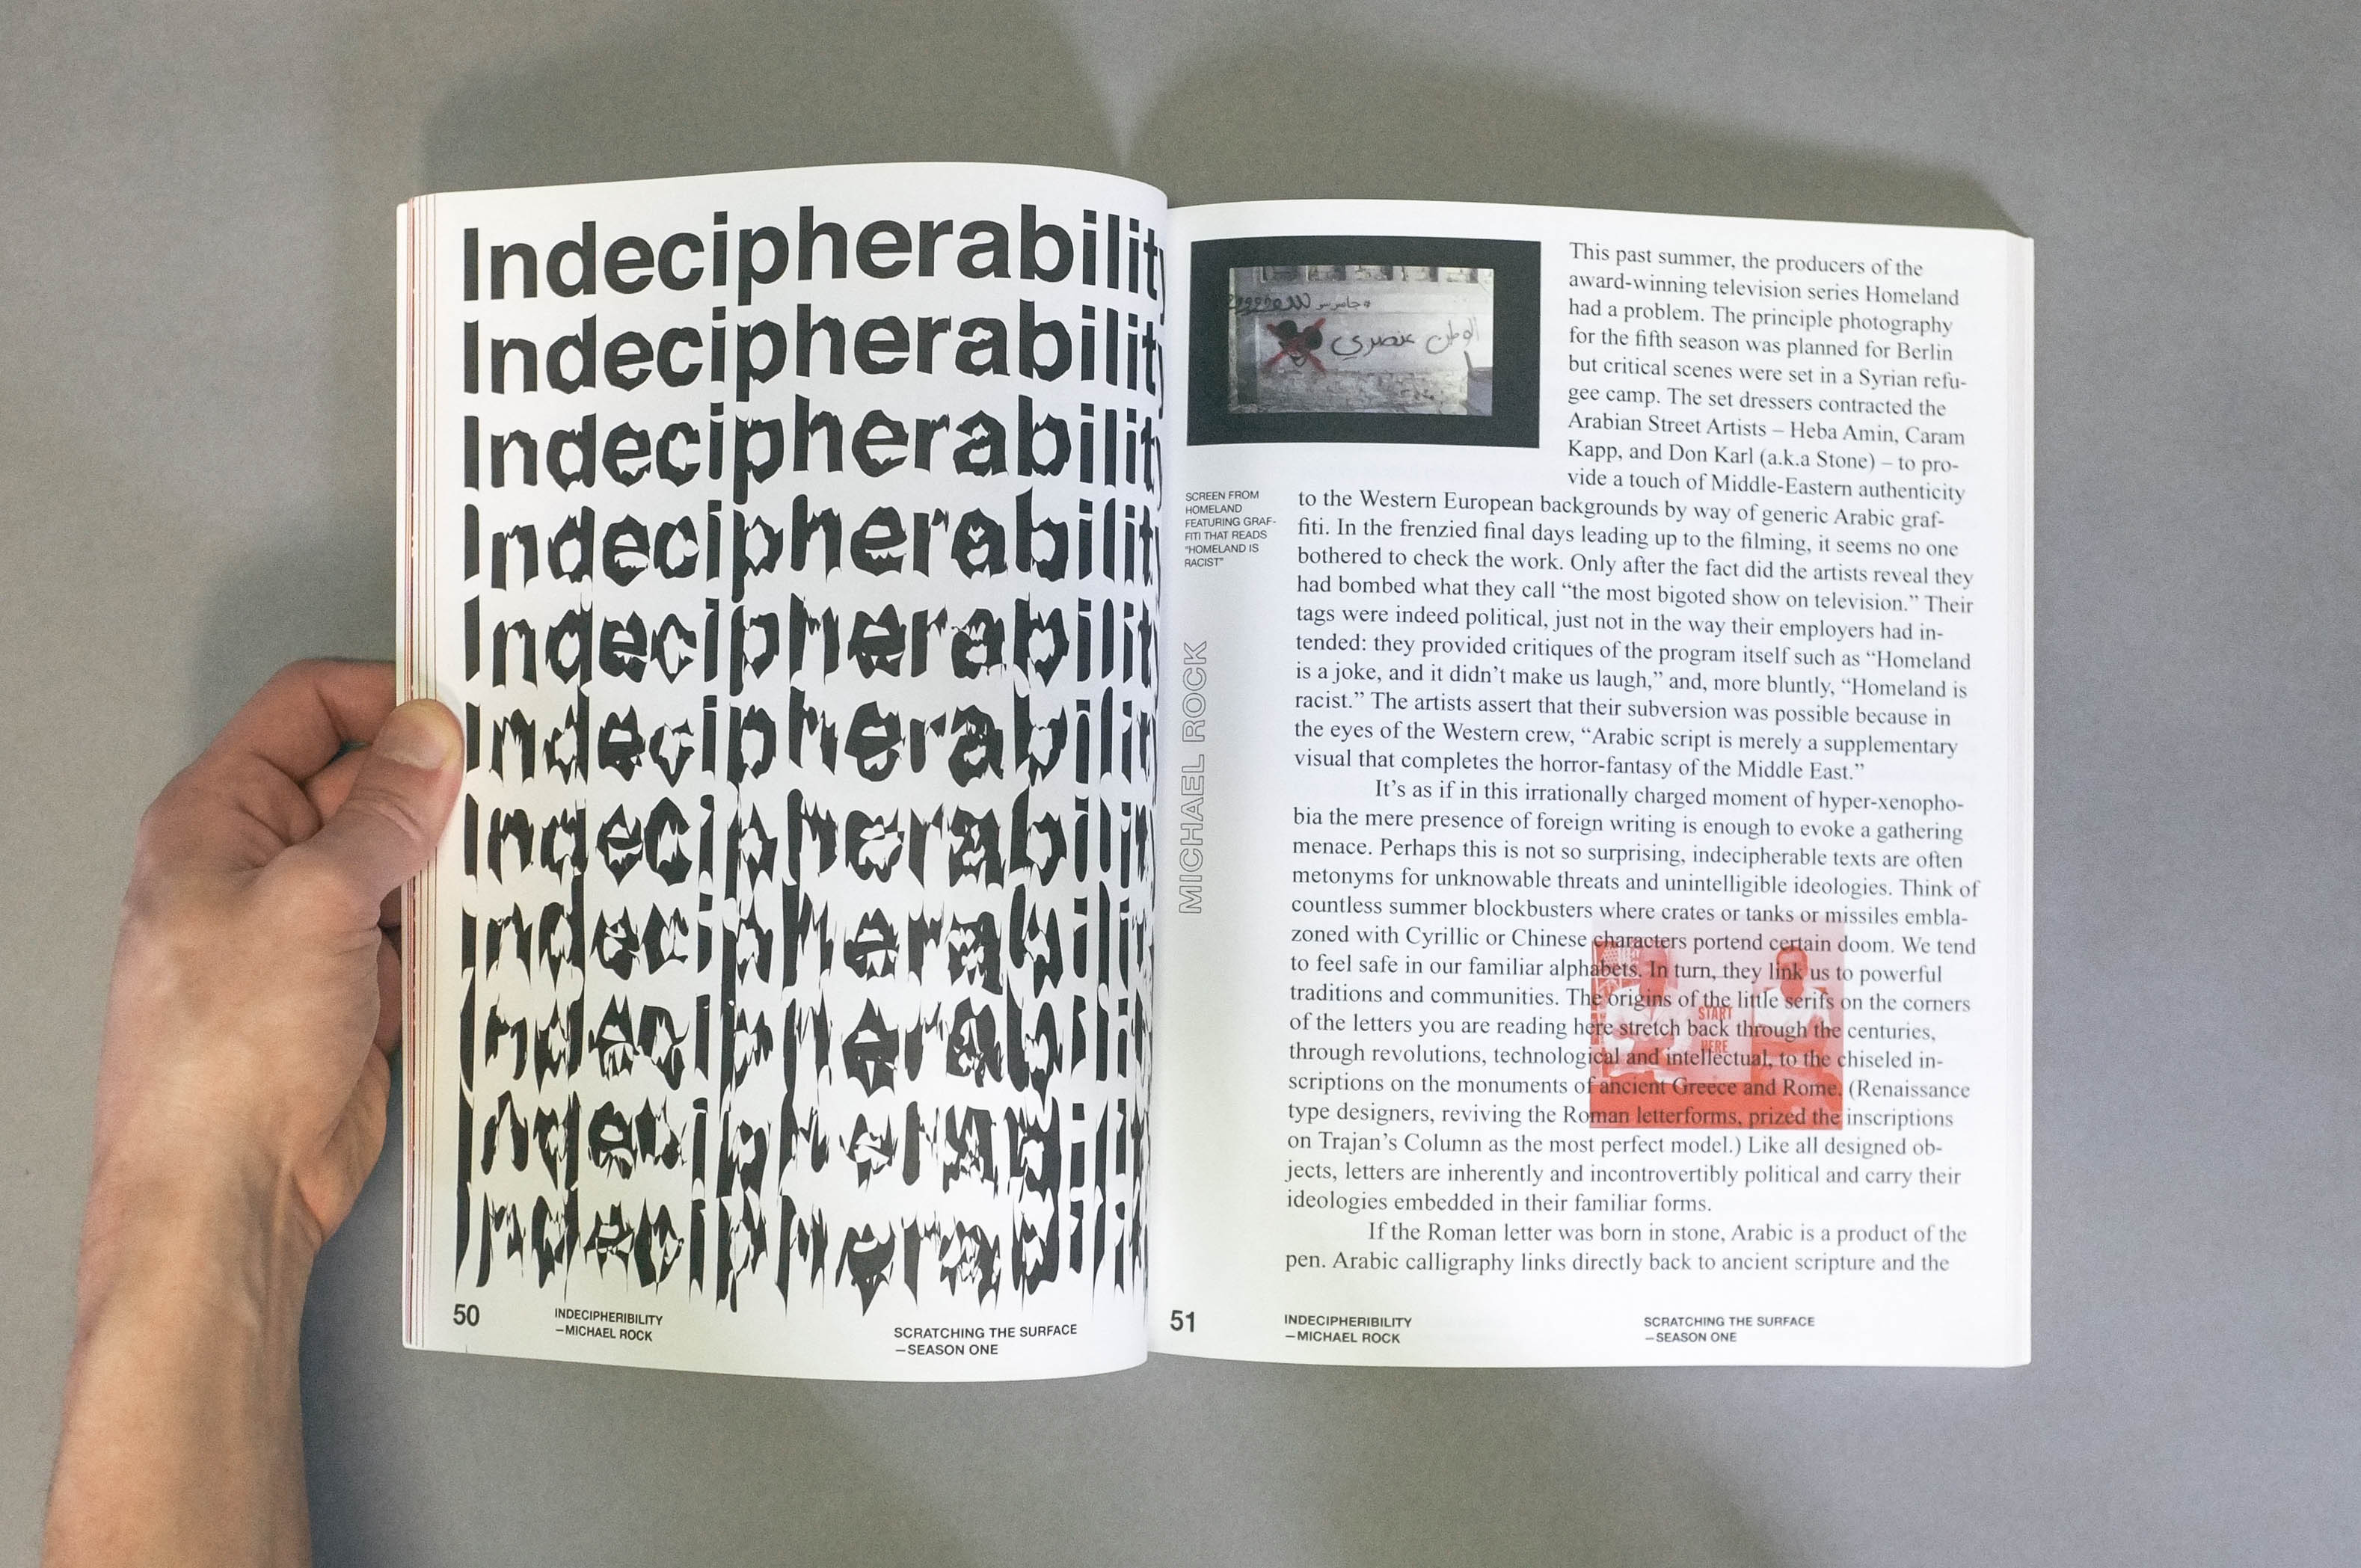 Indecipherability
Indecipherability
Indecipherability
Indecipherability
Indecipherability
Indecipherability
Indecipherability
Indecipherability
Indecipherability
Indecipherability
Indecipherability
50
INDECIPHERIBILITY
—MICHAEL ROCK
SCRATCHING THE SURFACE
—SEASON ONE
الوطن عنصري
SCREEN FROM
HOMELAND
FEATURING GRAF-
FITI THAT READS
"HOMELAND IS
RACIST"
MICHAEL ROCK
This past summer, the producers of the
award-winning television series Homeland
had a problem. The principle photography
for the fifth season was planned for Berlin
but critical scenes were set in a Syrian refu-
gee camp. The set dressers contracted the
Arabian Street Artists – Heba Amin, Caram
Kapp, and Don Karl (a.k.a Stone) – to pro-
vide a touch of Middle-Eastern authenticity
to the Western European backgrounds by way of generic Arabic graf-
fiti. In the frenzied final days leading up to the filming, it seems no one
bothered to check the work. Only after the fact did the artists reveal they
had bombed what they call “the most bigoted show on television.” Their
tags were indeed political, just not in the way their employers had in-
tended: they provided critiques of the program itself such as “Homeland
is a joke, and it didn’t make us laugh,” and, more bluntly, “Homeland is
racist.” The artists assert that their subversion was possible because in
the eyes of the Western crew, “Arabic script is merely a supplementary
visual that completes the horror-fantasy of the Middle East.”
It’s as if in this irrationally charged moment of hyper-xenopho-
bia the mere presence of foreign writing is enough to evoke a gathering
menace. Perhaps this is not so surprising, indecipherable texts are often
metonyms for unknowable threats and unintelligible ideologies. Think of
countless summer blockbusters where crates or tanks or missiles embla-
zoned with Cyrillic or Chinese characters portend certain doom. We tend
to feel safe in our familiar alphabets. In turn, they link us to powerful
traditions and communities. The origins of the little serifs on the corners
of the letters you are reading here stretch back through the centuries,
through revolutions, technological and intellectual, to the chiseled in-
scriptions on the monuments of ancient Greece and Rome. (Renaissance
type designers, reviving the Roman letterforms, prized the inscriptions
on Trajan’s Column as the most perfect model.) Like all designed ob-
jects, letters are inherently and incontrovertibly political and carry their
ideologies embedded in their familiar forms.
If the Roman letter was born in stone, Arabic is a product of the
pen. Arabic calligraphy links directly back to ancient scripture and the
START
HERE
51
INDECIPHERIBILITY
—MICHAEL ROCK
SCRATCHING THE SURFACE
—SEASON ONE